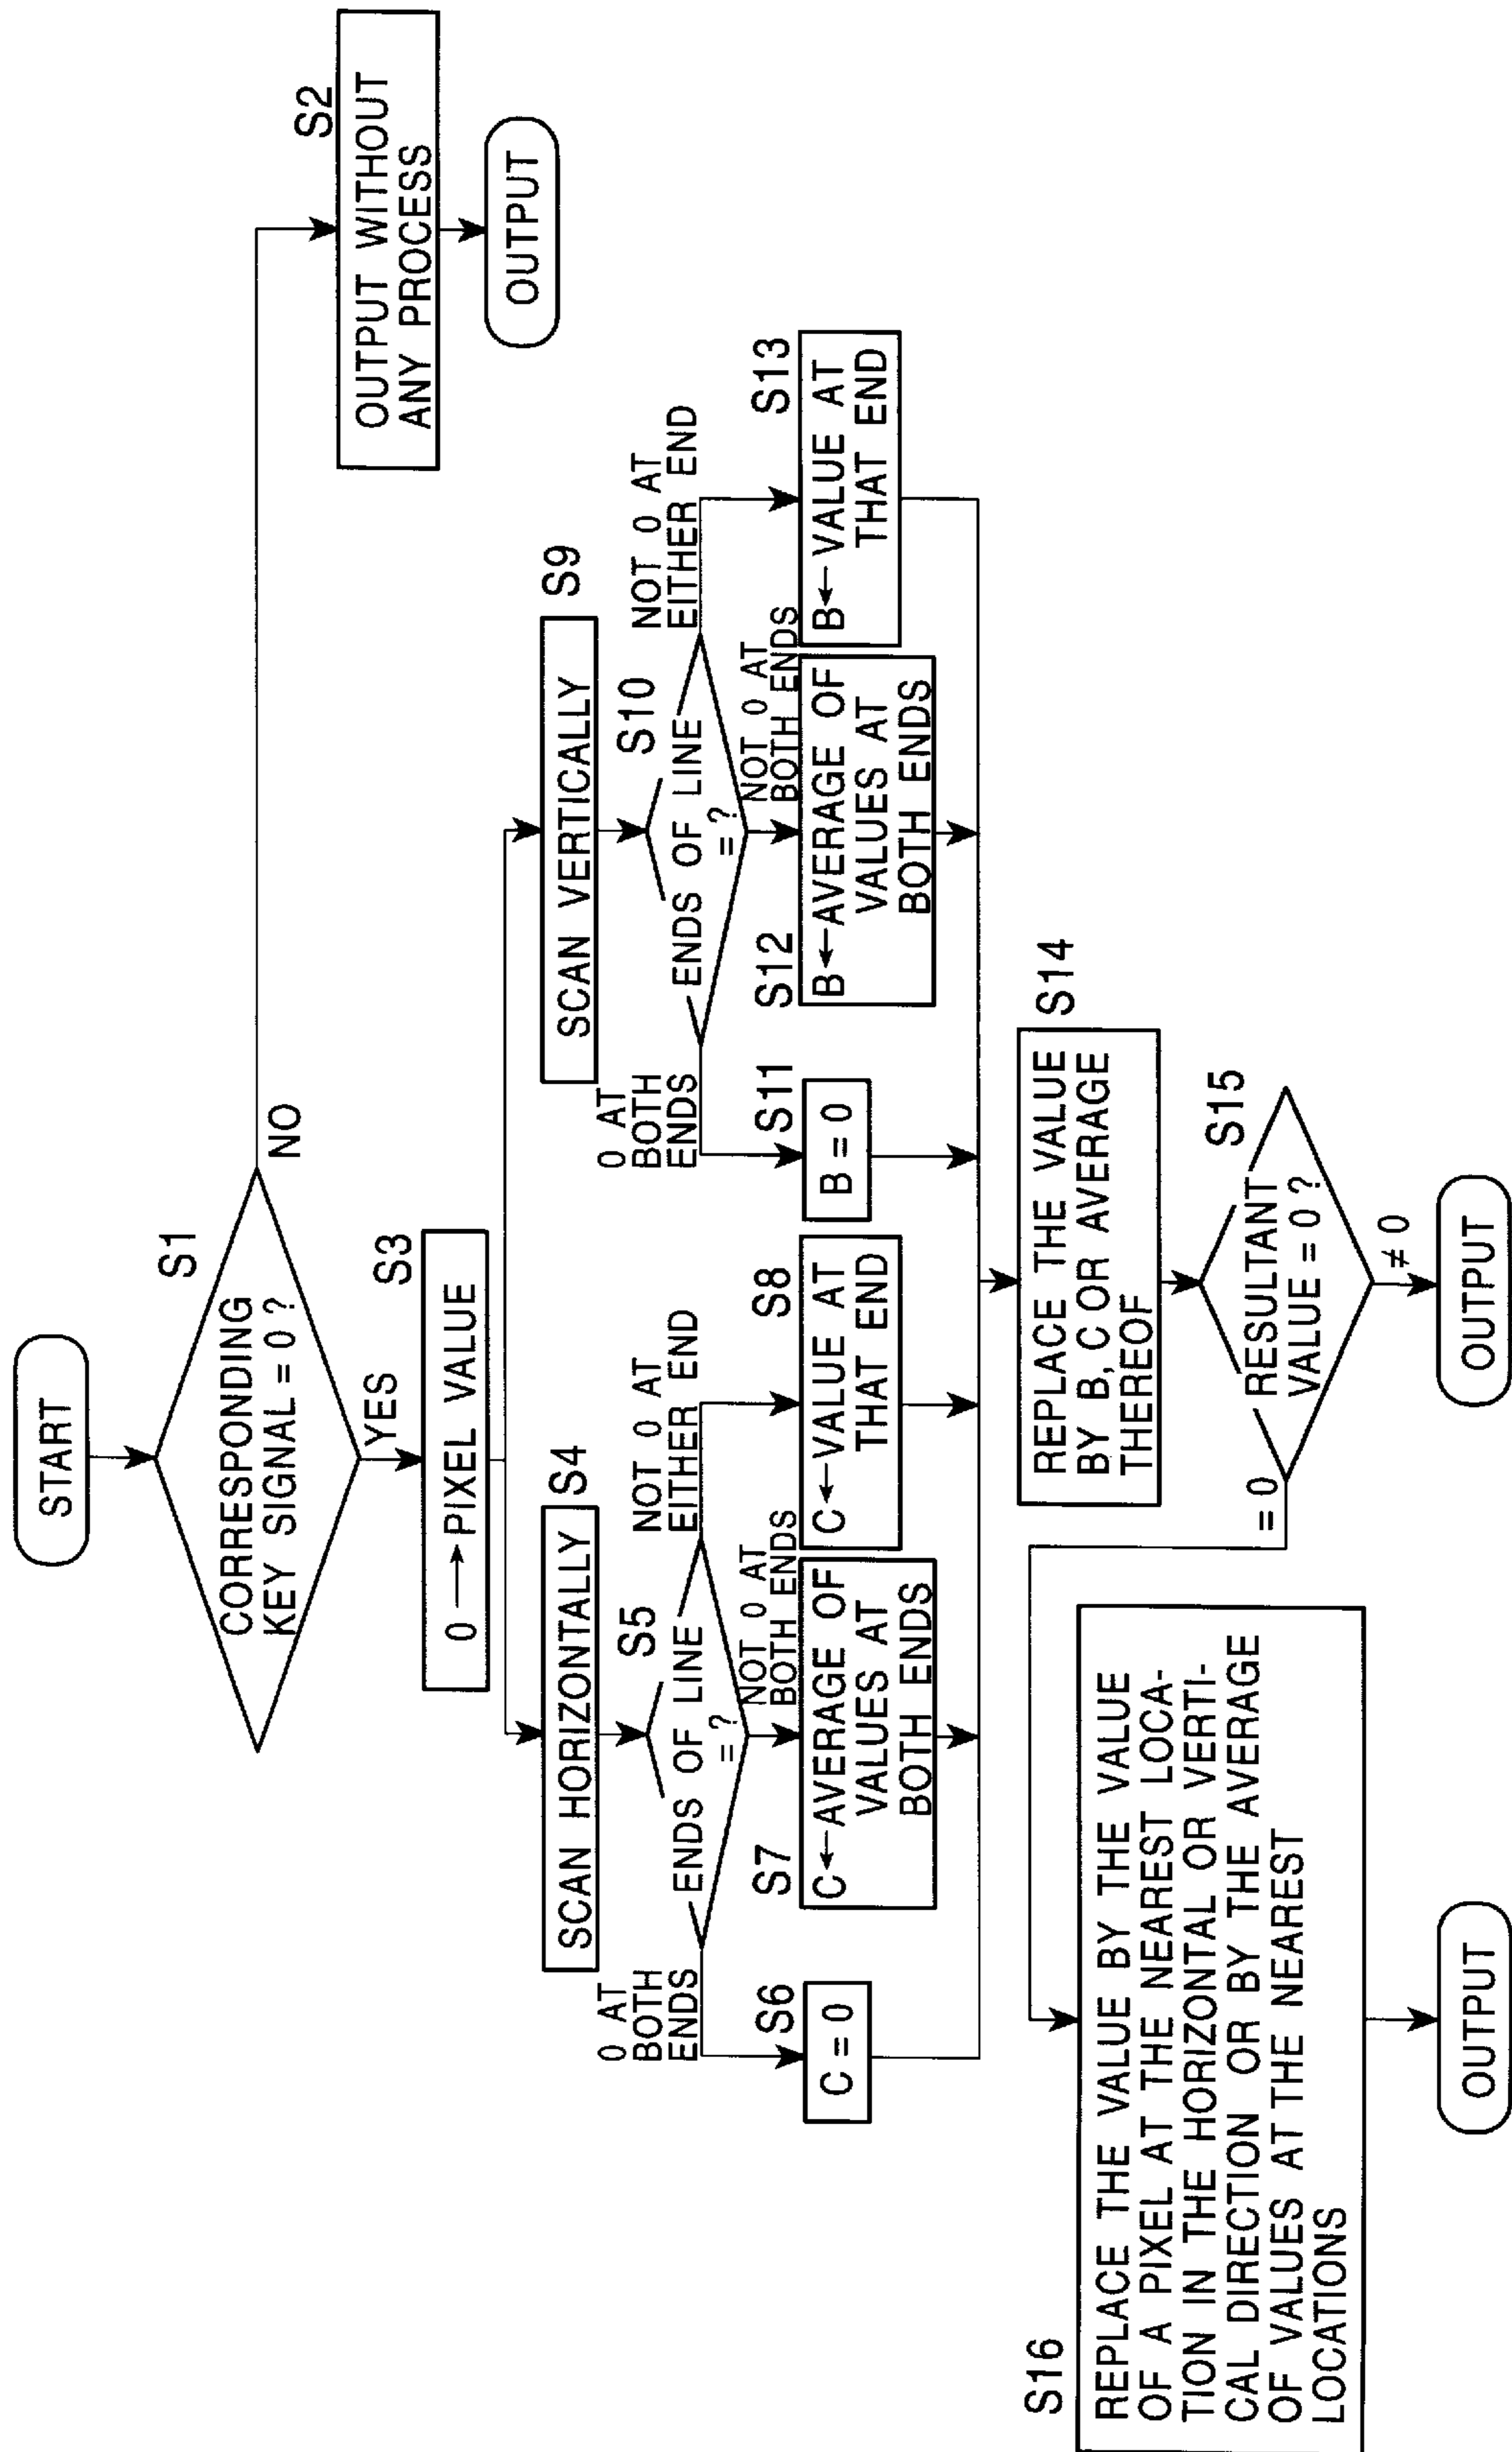 START
S1
CORRESPONDING
KEY SIGNAL = 0 ?
NO
YES
S2
OUTPUT WITHOUT
ANY PROCESS
OUTPUT
S3
0 → PIXEL VALUE
SCAN HORIZONTALLY
S4
S5
ENDS OF LINE
= ?
0 AT
BOTH
ENDS
NOT 0 AT
BOTH ENDS
NOT 0 AT
EITHER END
S6
C = 0
S7
C←AVERAGE OF
VALUES AT
BOTH ENDS
S8
C←VALUE AT
THAT END
SCAN VERTICALLY
S9
S10
ENDS OF LINE
= ?
0 AT
BOTH
ENDS
NOT 0 AT
BOTH ENDS
NOT 0 AT
EITHER END
S11
B = 0
S12
B←AVERAGE OF
VALUES AT
BOTH ENDS
S13
B←VALUE AT
THAT END
S14
REPLACE THE VALUE
BY B, C OR AVERAGE
THEREOF
S15
RESULTANT
VALUE = 0 ?
= 0
≠ 0
OUTPUT
S16
REPLACE THE VALUE BY THE VALUE
OF A PIXEL AT THE NEAREST LOCA-
TION IN THE HORIZONTAL OR VERTI-
CAL DIRECTION OR BY THE AVERAGE
OF VALUES AT THE NEAREST
LOCATIONS
OUTPUT